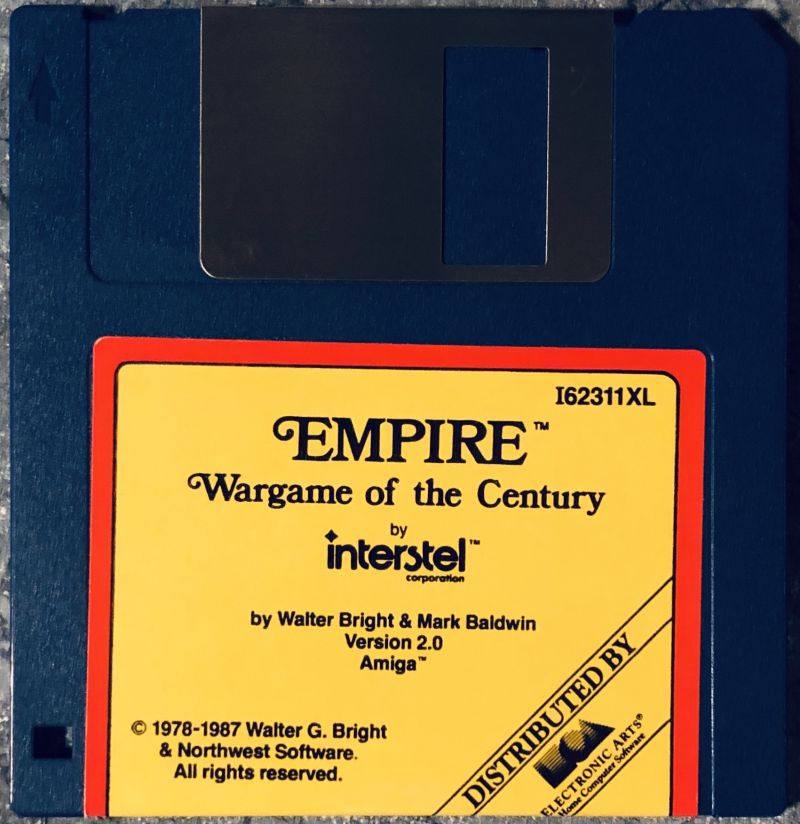 I62311XL
EMPIRE™
Wargame of the Century
by
interstel™
corporation
by Walter Bright & Mark Baldwin
Version 2.0
Amiga™
© 1978-1987 Walter G. Bright
& Northwest Software.
All rights reserved.
DISTRIBUTED BY
ELECTRONIC ARTS®
Home Computer Software